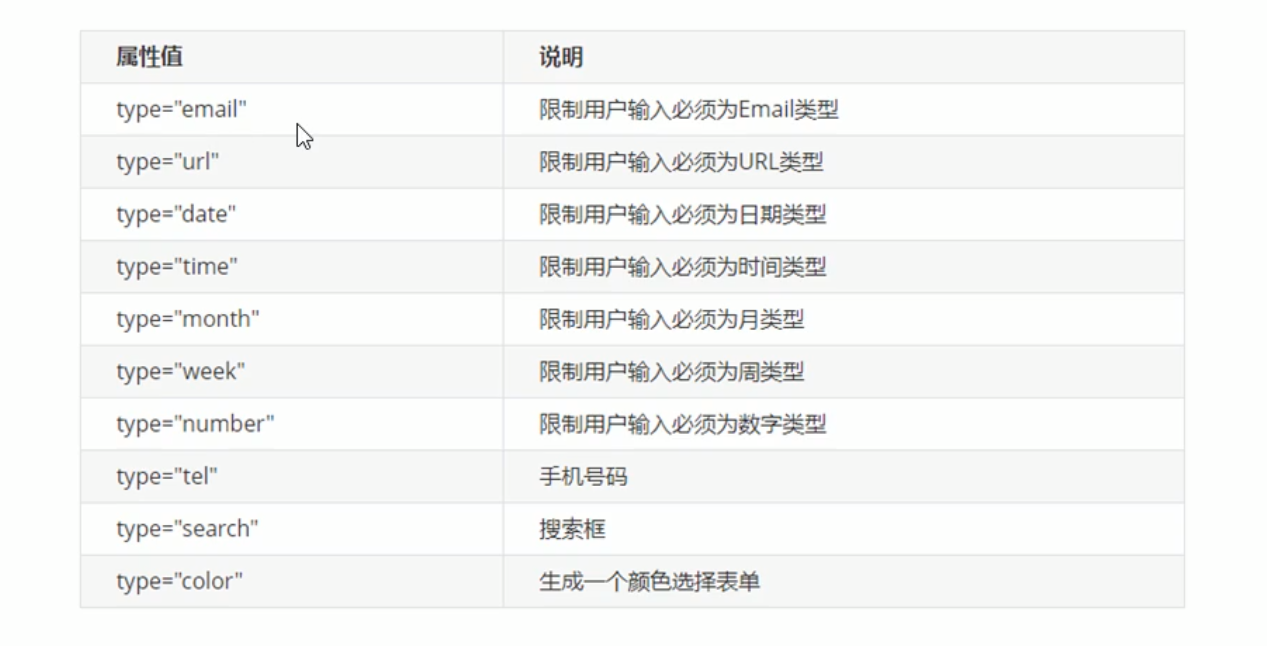 属性值 说明
type="email" 限制用户输入必须为Email类型
type="url" 限制用户输入必须为URL类型
type="date" 限制用户输入必须为日期类型
type="time" 限制用户输入必须为时间类型
type="month" 限制用户输入必须为月类型
type="week" 限制用户输入必须为周类型
type="number" 限制用户输入必须为数字类型
type="tel" 手机号码
type="search" 搜索框
type="color" 生成一个颜色选择表单